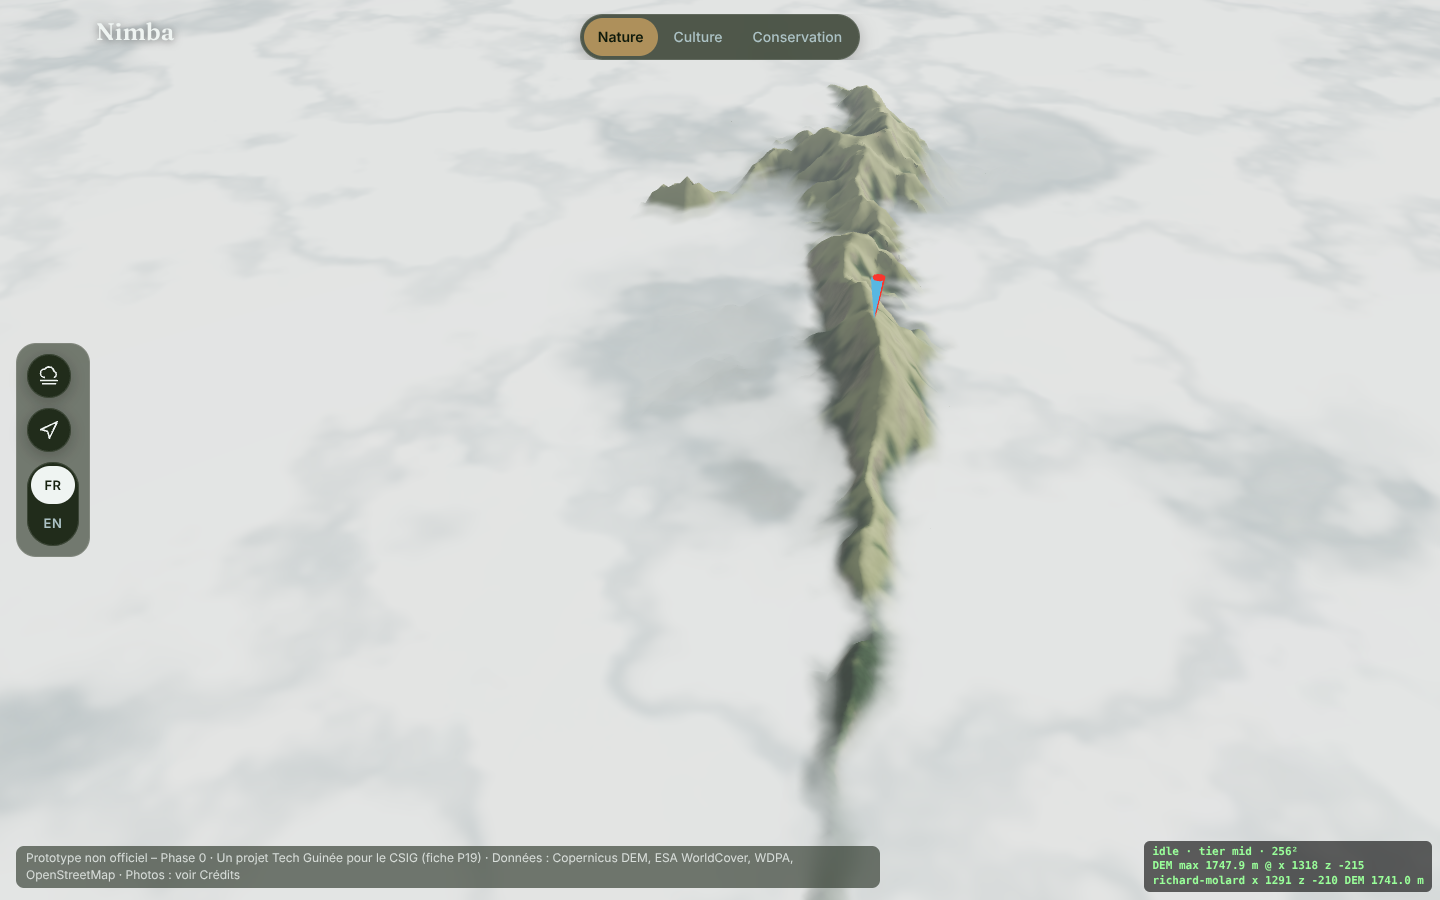 Nimba
Nature Culture Conservation
FR
EN
Prototype non officiel – Phase 0 · Un projet Tech Guinée pour le CSIG (fiche P19) · Données : Copernicus DEM, ESA WorldCover, WDPA,
OpenStreetMap · Photos : voir Crédits
idle · tier mid · 256²
DEM max 1747.9 m @ x 1318 z -215
richard-molard x 1291 z -210 DEM 1741.0 m